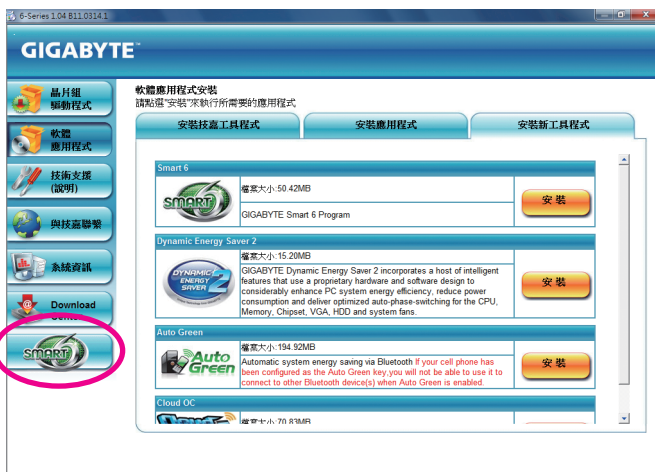 6-Series 1.04 B11.0314.1
GIGABYTE™
晶片組
驅動程式
軟體
應用程式
技術支援
(說明)
與技嘉聯繫
系統資訊
Download
Center
SMART6
軟體應用程式安裝
請點選"安裝"來執行所需要的應用程式
安裝技嘉工具程式
安裝應用程式
安裝新工具程式
Smart 6
SMART6
檔案大小:50.42MB
GIGABYTE Smart 6 Program
安裝
Dynamic Energy Saver 2
DYNAMIC
ENERGY
SAVER 2
檔案大小:15.20MB
GIGABYTE Dynamic Energy Saver 2 incorporates a host of intelligent
features that use a proprietary hardware and software design to
considerably enhance PC system energy efficiency, reduce power
consumption and deliver optimized auto-phase-switching for the CPU,
Memory, Chipset, VGA, HDD and system fans.
安裝
Auto Green
Auto
Green
檔案大小:194.92MB
Automatic system energy saving via Bluetooth If your cell phone has
been configured as the Auto Green key,you will not be able to use it to
connect to other Bluetooth device(s) when Auto Green is enabled.
安裝
Cloud OC
檔案大小:70.83MB